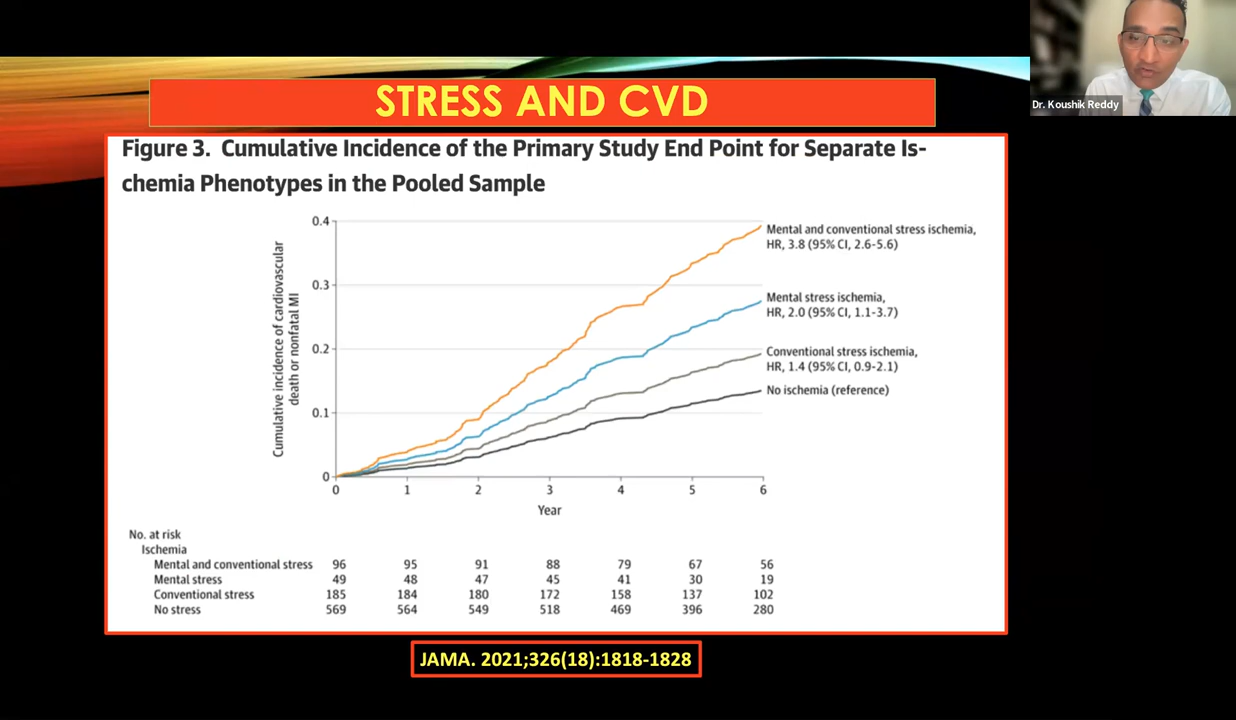 STRESS AND CVD
Dr. Koushik Reddy
Figure 3. Cumulative Incidence of the Primary Study End Point for Separate Is-
chemia Phenotypes in the Pooled Sample
Cumulative incidence of cardiovascular
death or nonfatal MI
0.4
0.3
0.2
0.1
0
Mental and conventional stress ischemia,
HR, 3.8 (95% CI, 2.6-5.6)
Mental stress ischemia,
HR, 2.0 (95% CI, 1.1-3.7)
Conventional stress ischemia,
HR, 1.4 (95% CI, 0.9-2.1)
No ischemia (reference)
0 1 2 3 4 5 6
Year
No. at risk
Ischemia
Mental and conventional stress 96 95 91 88 79 67 56
Mental stress 49 48 47 45 41 30 19
Conventional stress 185 184 180 172 158 137 102
No stress 569 564 549 518 469 396 280
JAMA. 2021;326(18):1818-1828